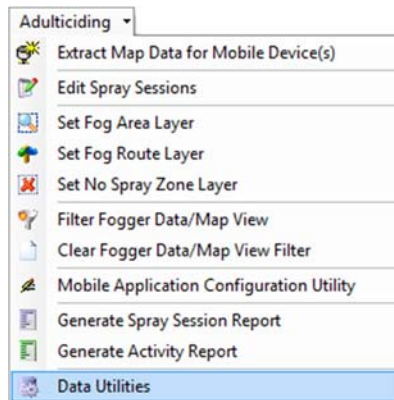 Adulticiding
Extract Map Data for Mobile Device(s)
Edit Spray Sessions
Set Fog Area Layer
Set Fog Route Layer
Set No Spray Zone Layer
Filter Fogger Data/Map View
Clear Fogger Data/Map View Filter
Mobile Application Configuration Utility
Generate Spray Session Report
Generate Activity Report
Data Utilities